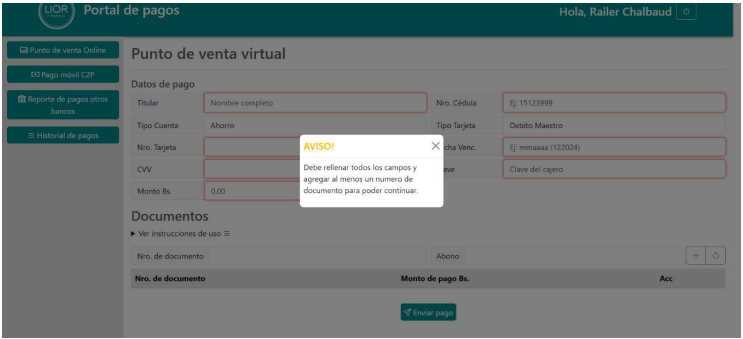 LIOR
Portal de pagos
Hola, Railer Chalbaud
Punto de venta Online
Pago móvil C2P
Reporte de pagos otros
bancos
Historial de pagos
Punto de venta virtual
Datos de pago
Titular Nombre completo Nro. Cédula Ej: 15123999
Tipo Cuenta Ahorro Tipo Tarjeta Debito Maestro
Nro. Tarjeta cha Venc. Ej: mmaaaa (122024)
CVV ave Clave del cajero
Monto Bs. 0,00
AVISO!
Debe rellenar todos los campos y
agregar al menos un numero de
documento para poder continuar.
Documentos
Ver instrucciones de uso
Nro. de documento Abono +
Nro. de documento Monto de pago Bs. Acc
Enviar pago